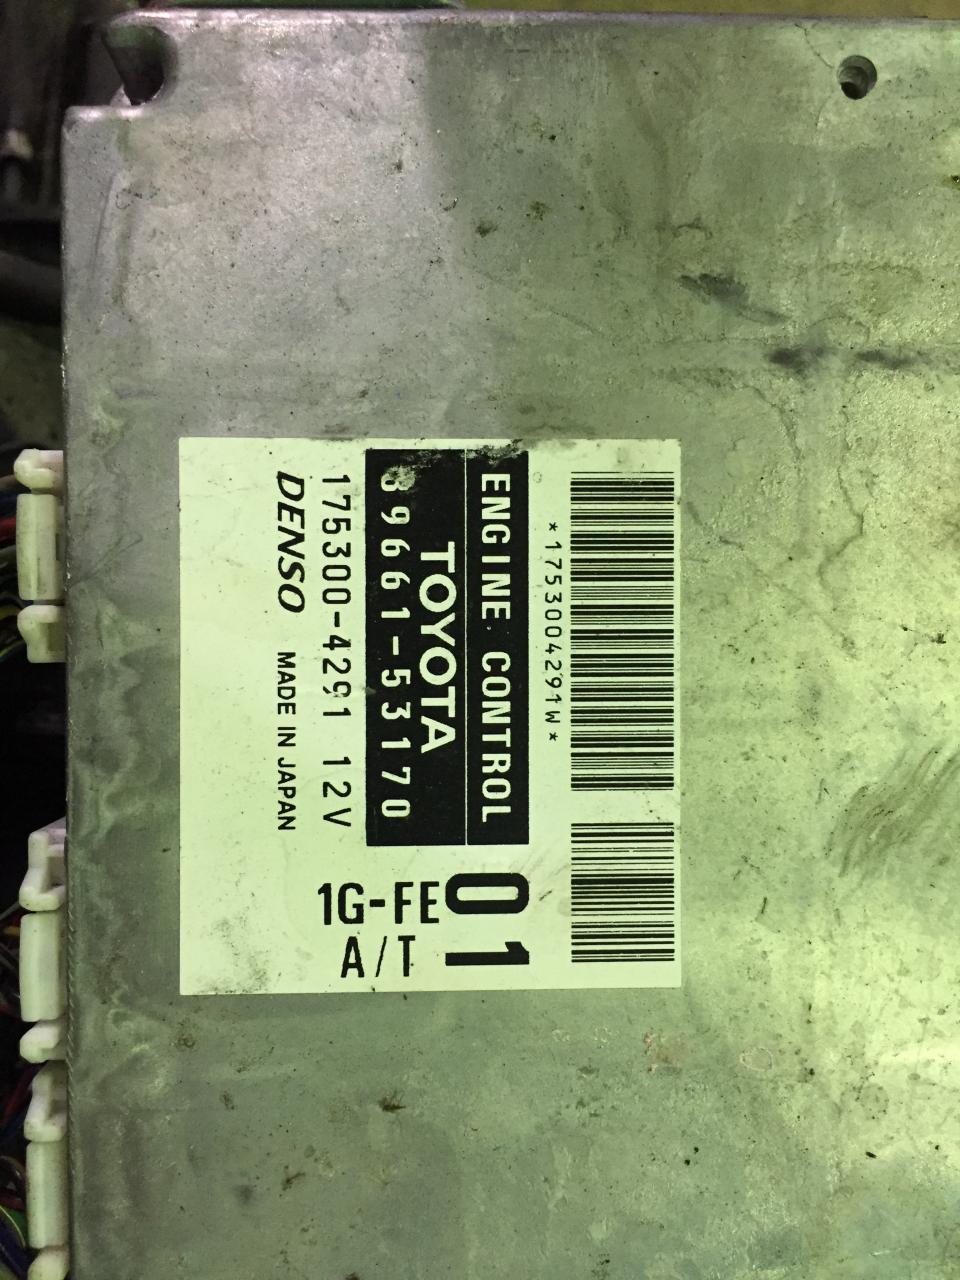 *1753004291W*
ENGINE CONTROL
TOYOTA
89661-53170
175300-4291 12V
DENSO MADE IN JAPAN
01
1G-FE
A/T